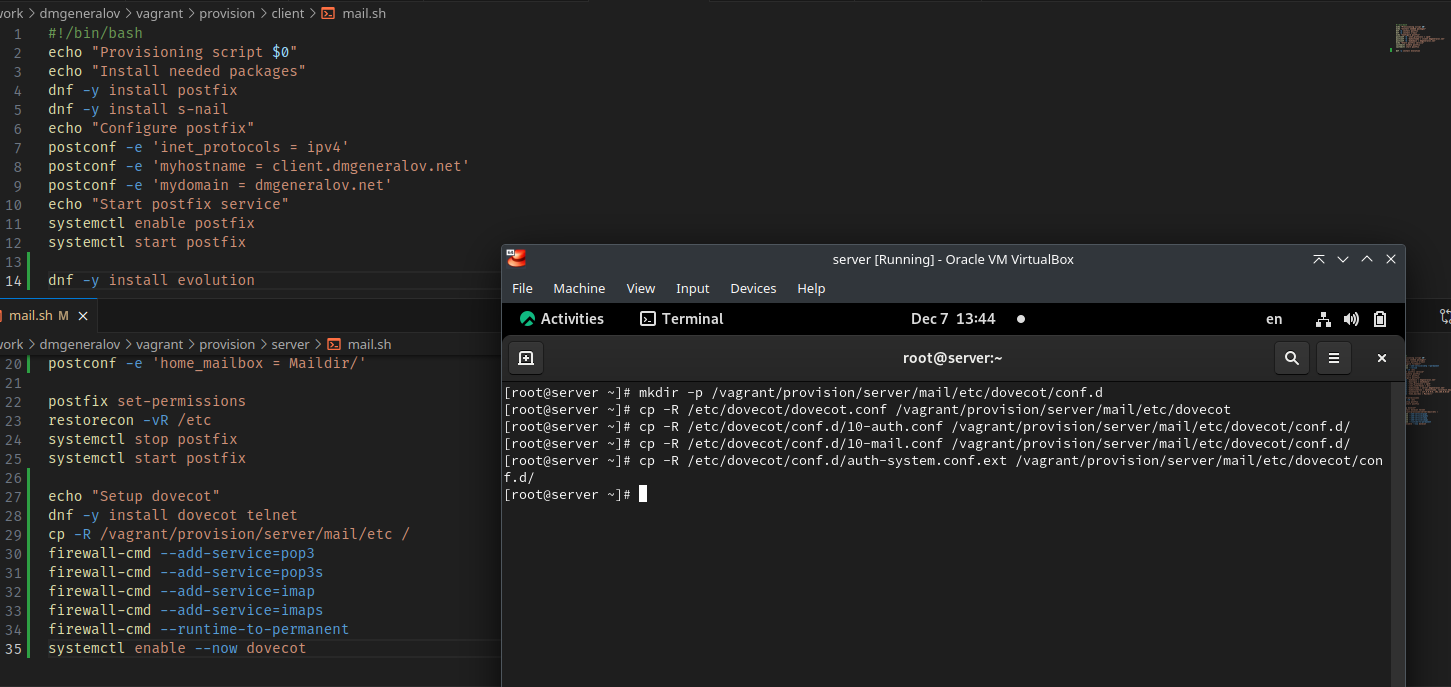 work > dmgeneralov > vagrant > provision > client > mail.sh
1 #!/bin/bash
2 echo "Provisioning script $0"
3 echo "Install needed packages"
4 dnf -y install postfix
5 dnf -y install s-nail
6 echo "Configure postfix"
7 postconf -e 'inet_protocols = ipv4'
8 postconf -e 'myhostname = client.dmgeneralov.net'
9 postconf -e 'mydomain = dmgeneralov.net'
10 echo "Start postfix service"
11 systemctl enable postfix
12 systemctl start postfix
13
14 dnf -y install evolution
mail.sh M
work > dmgeneralov > vagrant > provision > server > mail.sh
20 postconf -e 'home_mailbox = Maildir/'
21
22 postfix set-permissions
23 restorecon -vR /etc
24 systemctl stop postfix
25 systemctl start postfix
26
27 echo "Setup dovecot"
28 dnf -y install dovecot telnet
29 cp -R /vagrant/provision/server/mail/etc /
30 firewall-cmd --add-service=pop3
31 firewall-cmd --add-service=pop3s
32 firewall-cmd --add-service=imap
33 firewall-cmd --add-service=imaps
34 firewall-cmd --runtime-to-permanent
35 systemctl enable --now dovecot
server [Running] - Oracle VM VirtualBox
File Machine View Input Devices Help
Activities Terminal Dec 7 13:44 en
root@server:~
[root@server ~]# mkdir -p /vagrant/provision/server/mail/etc/dovecot/conf.d
[root@server ~]# cp -R /etc/dovecot/dovecot.conf /vagrant/provision/server/mail/etc/dovecot
[root@server ~]# cp -R /etc/dovecot/conf.d/10-auth.conf /vagrant/provision/server/mail/etc/dovecot/conf.d/
[root@server ~]# cp -R /etc/dovecot/conf.d/10-mail.conf /vagrant/provision/server/mail/etc/dovecot/conf.d/
[root@server ~]# cp -R /etc/dovecot/conf.d/auth-system.conf.ext /vagrant/provision/server/mail/etc/dovecot/con
f.d/
[root@server ~]#